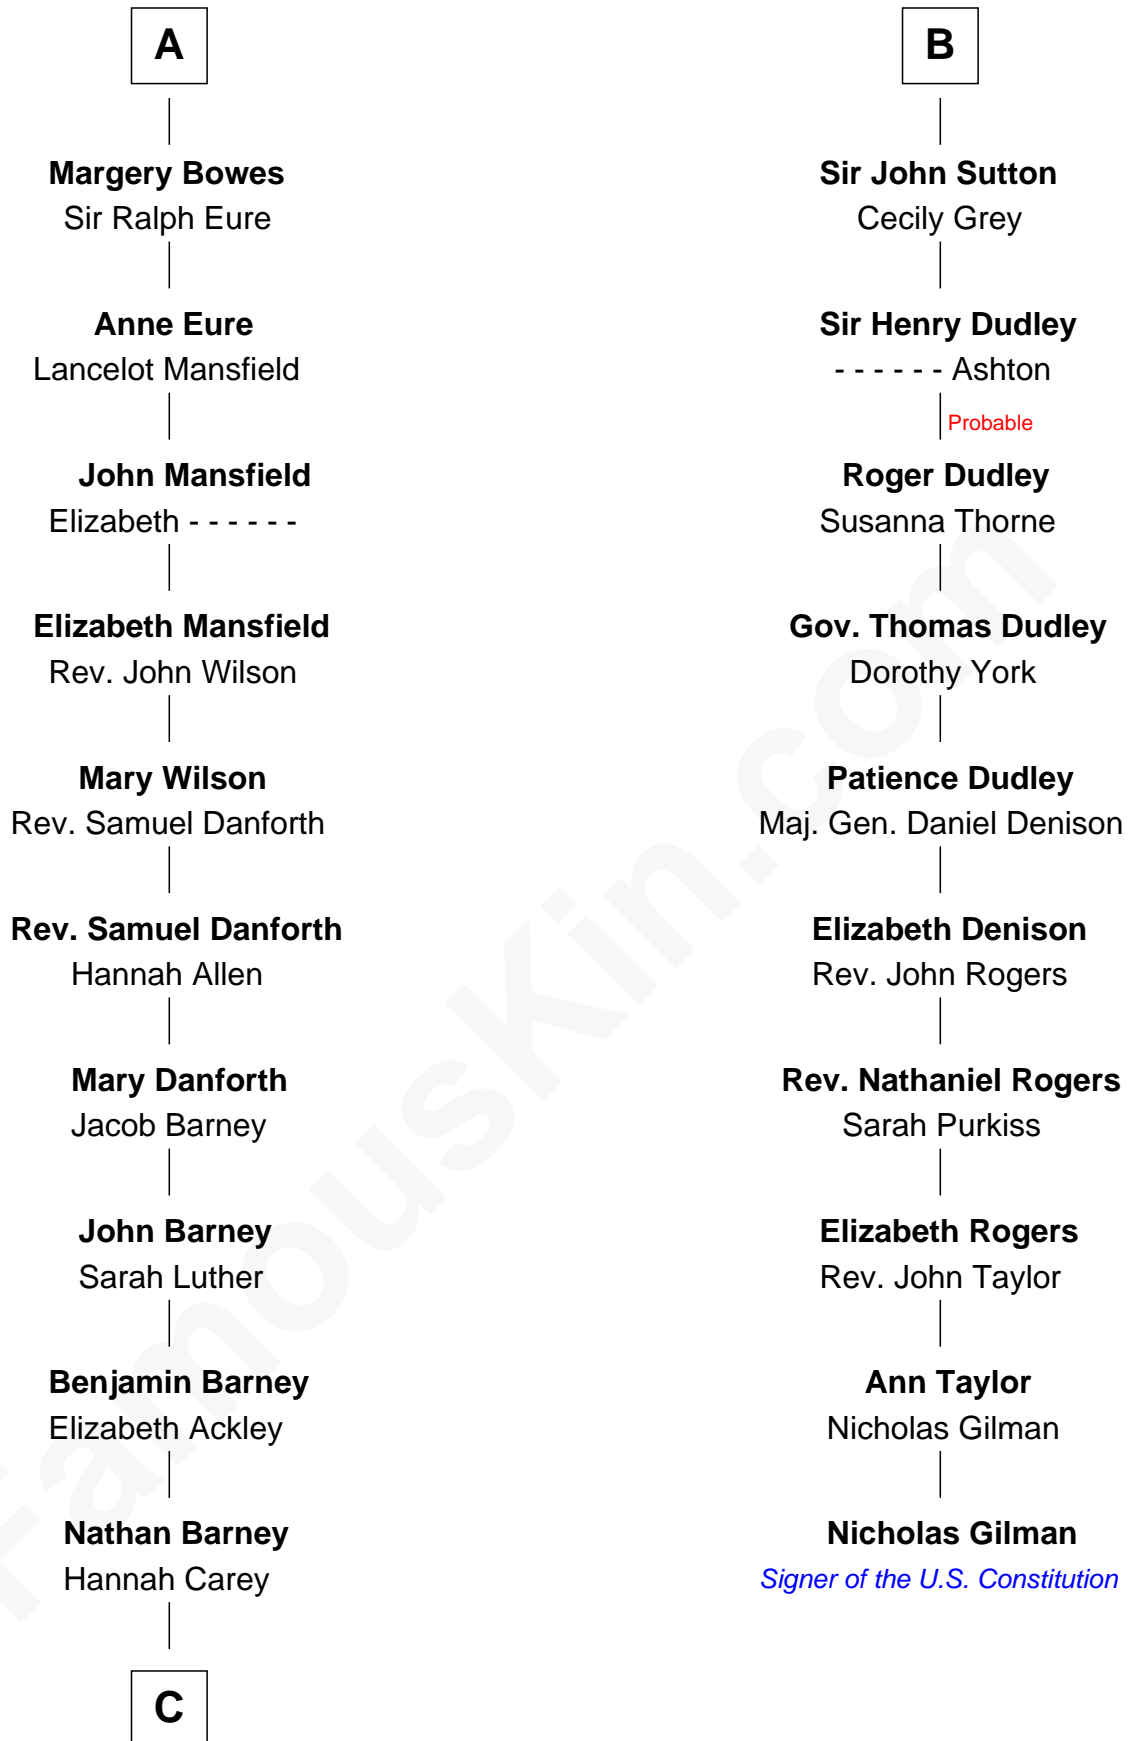 A
Margery Bowes
Sir Ralph Eure
Anne Eure
Lancelot Mansfield
John Mansfield
Elizabeth - - - - - -
Elizabeth Mansfield
Rev. John Wilson
Mary Wilson
Rev. Samuel Danforth
Rev. Samuel Danforth
Hannah Allen
Mary Danforth
Jacob Barney
John Barney
Sarah Luther
Benjamin Barney
Elizabeth Ackley
Nathan Barney
Hannah Carey
C
B
Sir John Sutton
Cecily Grey
Sir Henry Dudley
- - - - - - Ashton
Probable
Roger Dudley
Susanna Thorne
Gov. Thomas Dudley
Dorothy York
Patience Dudley
Maj. Gen. Daniel Denison
Elizabeth Denison
Rev. John Rogers
Rev. Nathaniel Rogers
Sarah Purkiss
Elizabeth Rogers
Rev. John Taylor
Ann Taylor
Nicholas Gilman
Nicholas Gilman
Signer of the U.S. Constitution
FamousKin.com